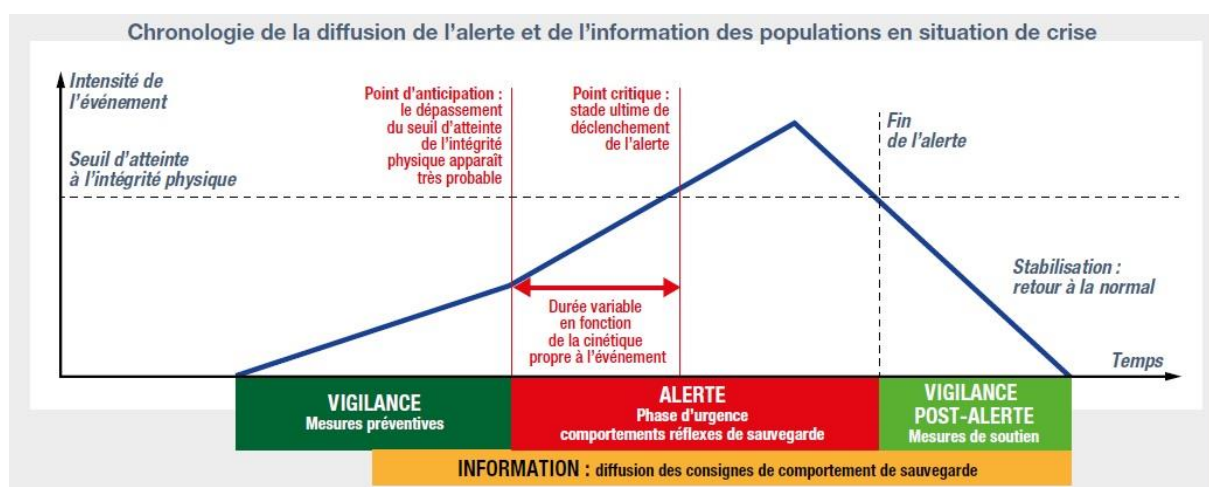 Chronologie de la diffusion de l'alerte et de l'information des populations en situation de crise
Intensité de
l'événement
Seuil d'atteinte
à l'intégrité physique
Point d'anticipation :
le dépassement
du seuil d'atteinte
de l'intégrité
physique apparaît
très probable
Point critique :
stade ultime de
déclenchement
de l'alerte
Fin
de l'alerte
Durée variable
en fonction
de la cinétique
propre à l'événement
Stabilisation :
retour à la normal
Temps
VIGILANCE
Mesures préventives
ALERTE
Phase d'urgence
comportements réflexes de sauvegarde
VIGILANCE
POST-ALERTE
Mesures de soutien
INFORMATION : diffusion des consignes de comportement de sauvegarde